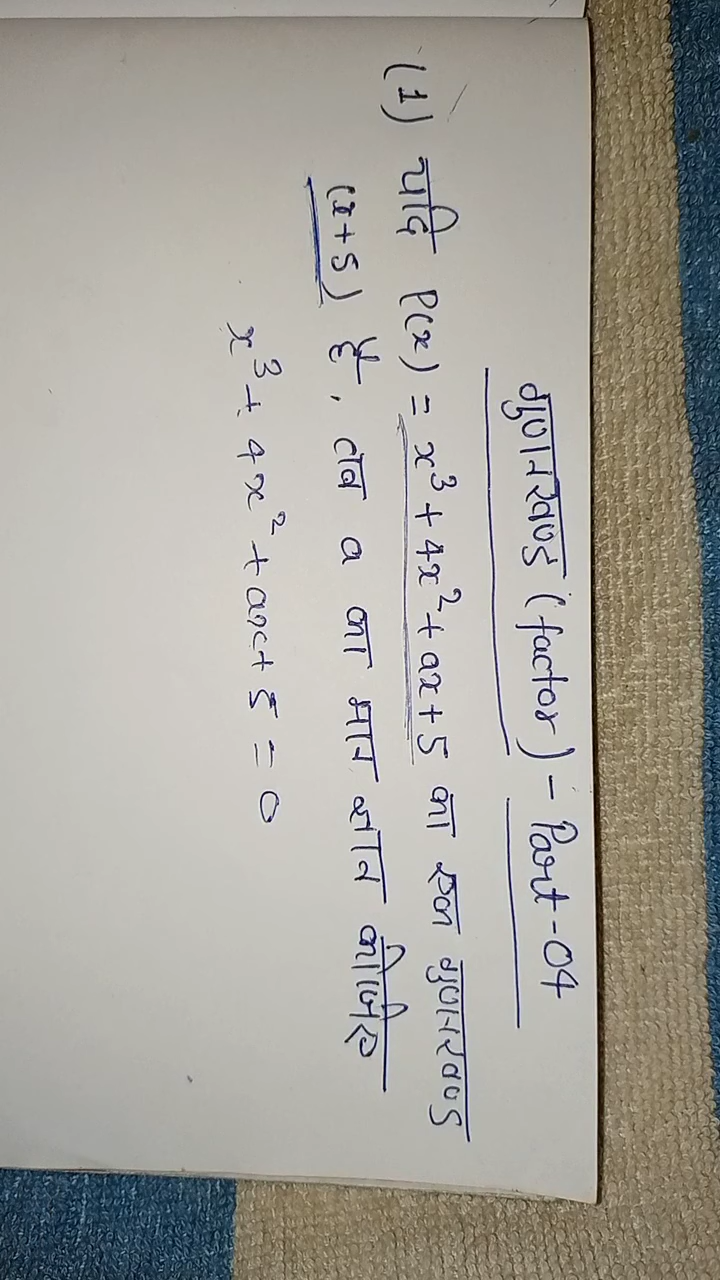 गुणनखण्ड (factor) - Part-04
(1) यदि P(x) = x³ + 4x² + ax + 5 का एक गुणनखण्ड
(x+5) है, तब a का मान ज्ञात कीजिए
x³ + 4x² + ax + 5 = 0